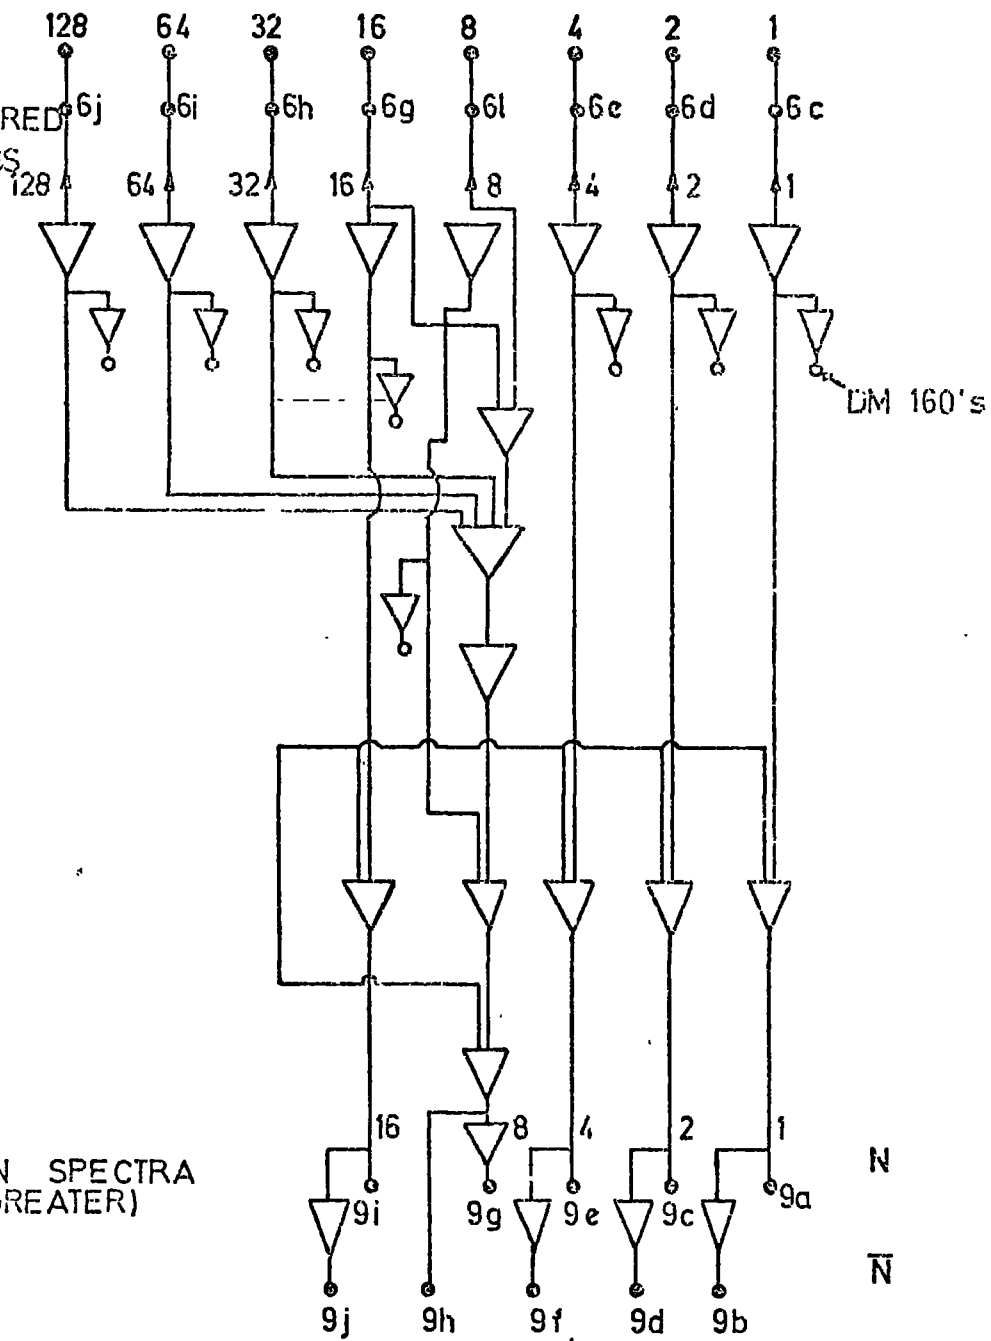 128 64 32 16 8 4 2 1
6j 6i 6h 6g 6l 6e 6d 6c
RED
128 64 32 16 8 4 2 1
DM 160's
16 8 4 2 1
N SPECTRA N
GREATER)
9i 9g 9e 9c 9a
N̅
9j 9h 9f 9d 9b